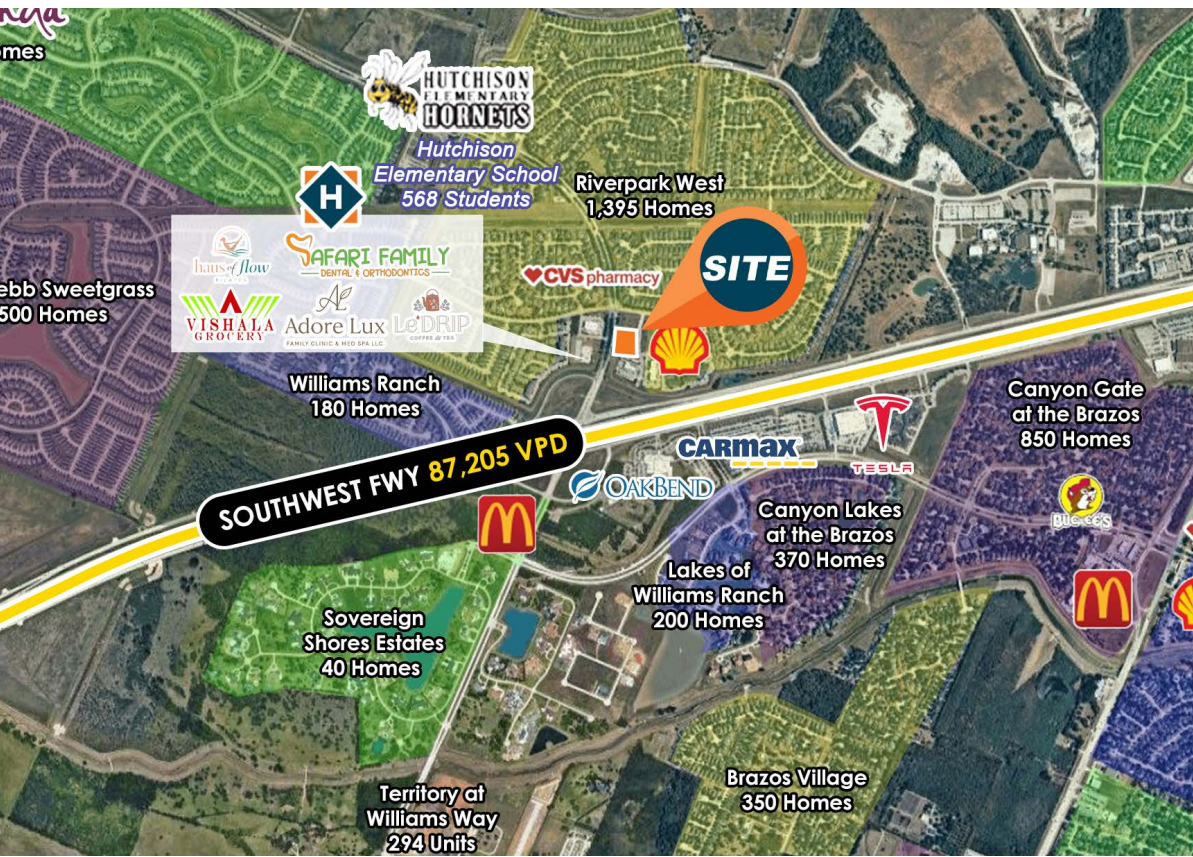 omes
HUTCHISON
ELEMENTARY
HORNETS
Hutchison
Elementary School
568 Students
H
Riverpark West
1,395 Homes
SITE
haus of flow
PILATES
SAFARI FAMILY
DENTAL & ORTHODONTICS
CVS pharmacy
VISHALA
GROCERY
Adore Lux
FAMILY CLINIC & MED SPA LLC
Le'DRIP
COFFEE & TEA
ebb Sweetgrass
500 Homes
Williams Ranch
180 Homes
Canyon Gate
at the Brazos
850 Homes
SOUTHWEST FWY 87,205 VPD
CARMAX
TESLA
OAKBEND
BUC-EE'S
Canyon Lakes
at the Brazos
370 Homes
Lakes of
Williams Ranch
200 Homes
Sovereign
Shores Estates
40 Homes
Brazos Village
350 Homes
Territory at
Williams Way
294 Units